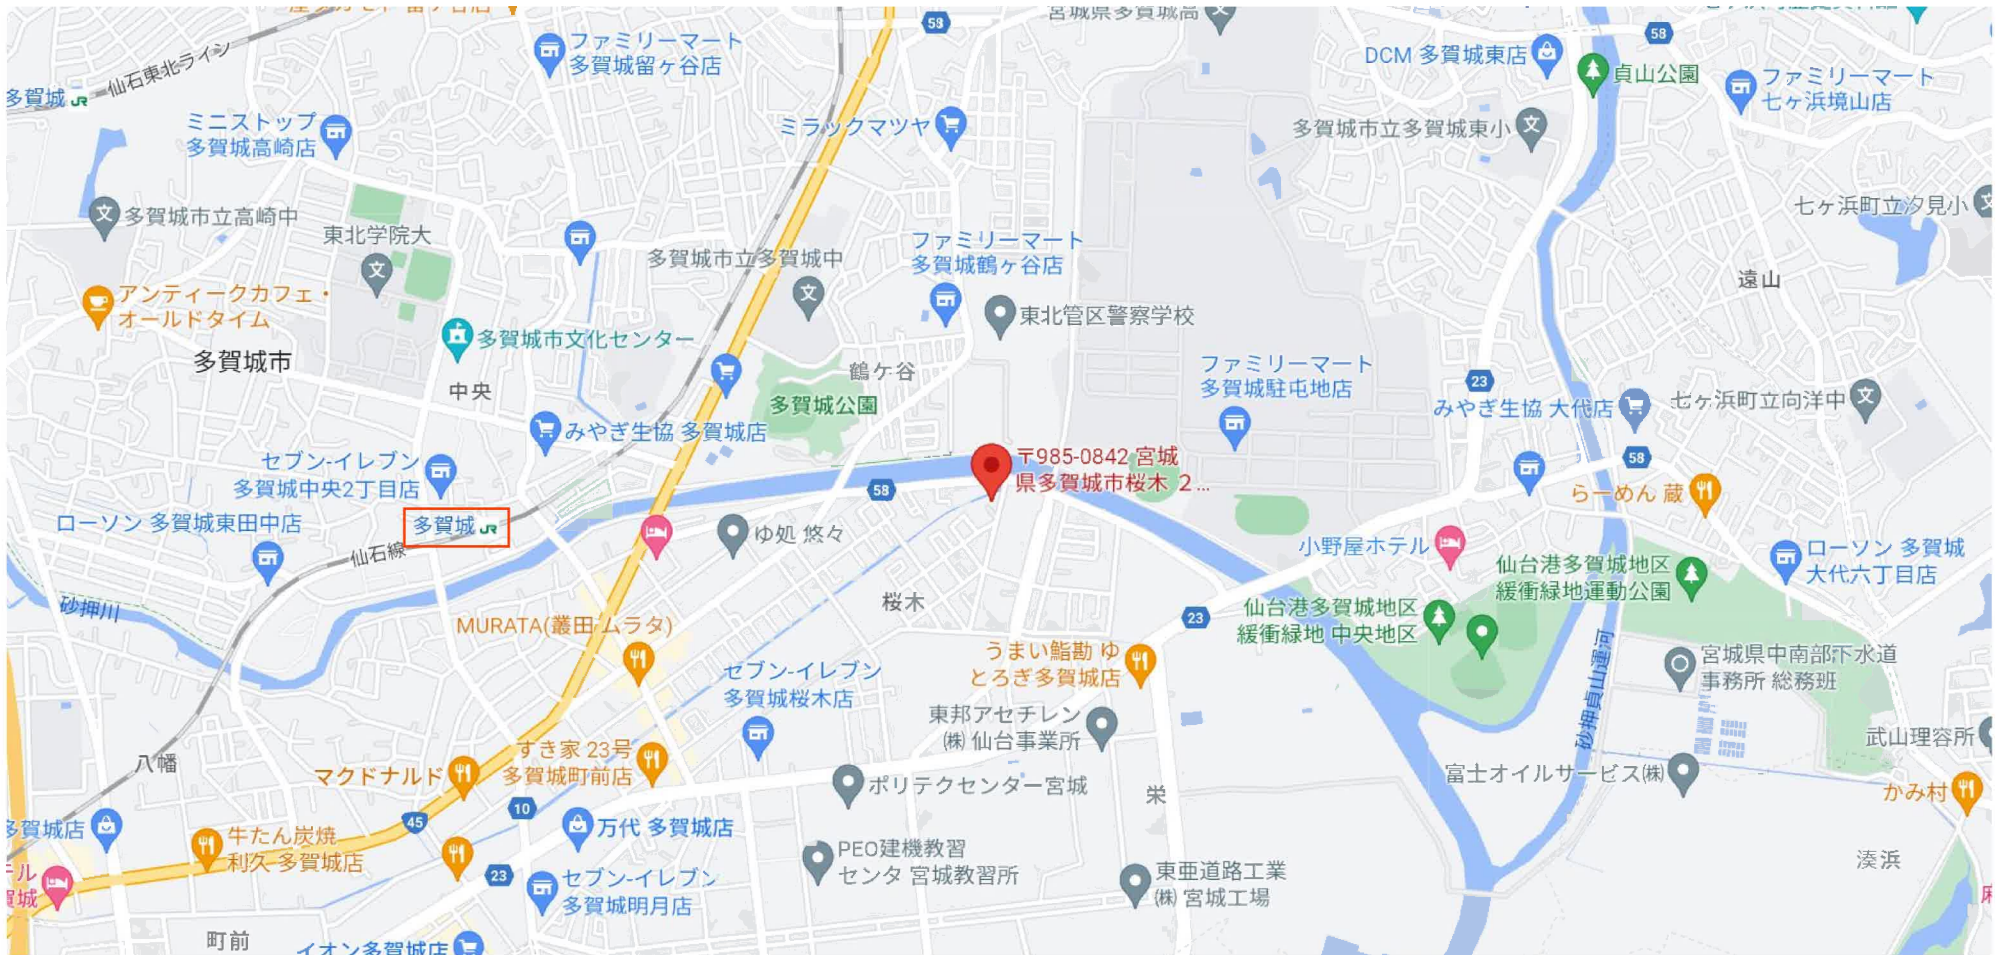 58
宮城県多賀城高
58
ファミリーマート
多賀城留ヶ谷店
DCM 多賀城東店
貞山公園
ファミリーマート
七ヶ浜境山店
仙石東北ライン
多賀城 JR
ミニストップ
多賀城高崎店
ミラックマツヤ
多賀城市立多賀城東小
多賀城市立高崎中
東北学院大
七ヶ浜町立汐見小
多賀城市立多賀城中
ファミリーマート
多賀城鶴ヶ谷店
遠山
アンティークカフェ・
オールドタイム
東北管区警察学校
多賀城市文化センター
多賀城市
鶴ケ谷
ファミリーマート
多賀城駐屯地店
中央
多賀城公園
23
みやぎ生協 大代店
七ヶ浜町立向洋中
みやぎ生協 多賀城店
セブン-イレブン
多賀城中央2丁目店
〒985-0842 宮城
県多賀城市桜木 2...
58
58
らーめん 蔵
ローソン 多賀城東田中店
多賀城 JR
仙石線
ゆ処 悠々
小野屋ホテル
仙台港多賀城地区
緩衝緑地運動公園
ローソン 多賀城
大代六丁目店
砂押川
桜木
23
仙台港多賀城地区
緩衝緑地 中央地区
MURATA(叢田 ムラタ)
うまい鮨勘 ゆ
とろぎ多賀城店
セブン-イレブン
多賀城桜木店
砂押貞山運河
宮城県中南部下水道
事務所 総務班
東邦アセチレン
㈱ 仙台事業所
武山理容所
八幡
マクドナルド
すき家 23号
多賀城町前店
富士オイルサービス㈱
ポリテクセンター宮城
栄
かみ村
10
45
多賀城店
万代 多賀城店
牛たん炭焼
利久 多賀城店
PEO建機教習
センタ 宮城教習所
湊浜
23
セブン-イレブン
多賀城明月店
東亜道路工業
㈱ 宮城工場
テル
賀城
町前
イオン多賀城店